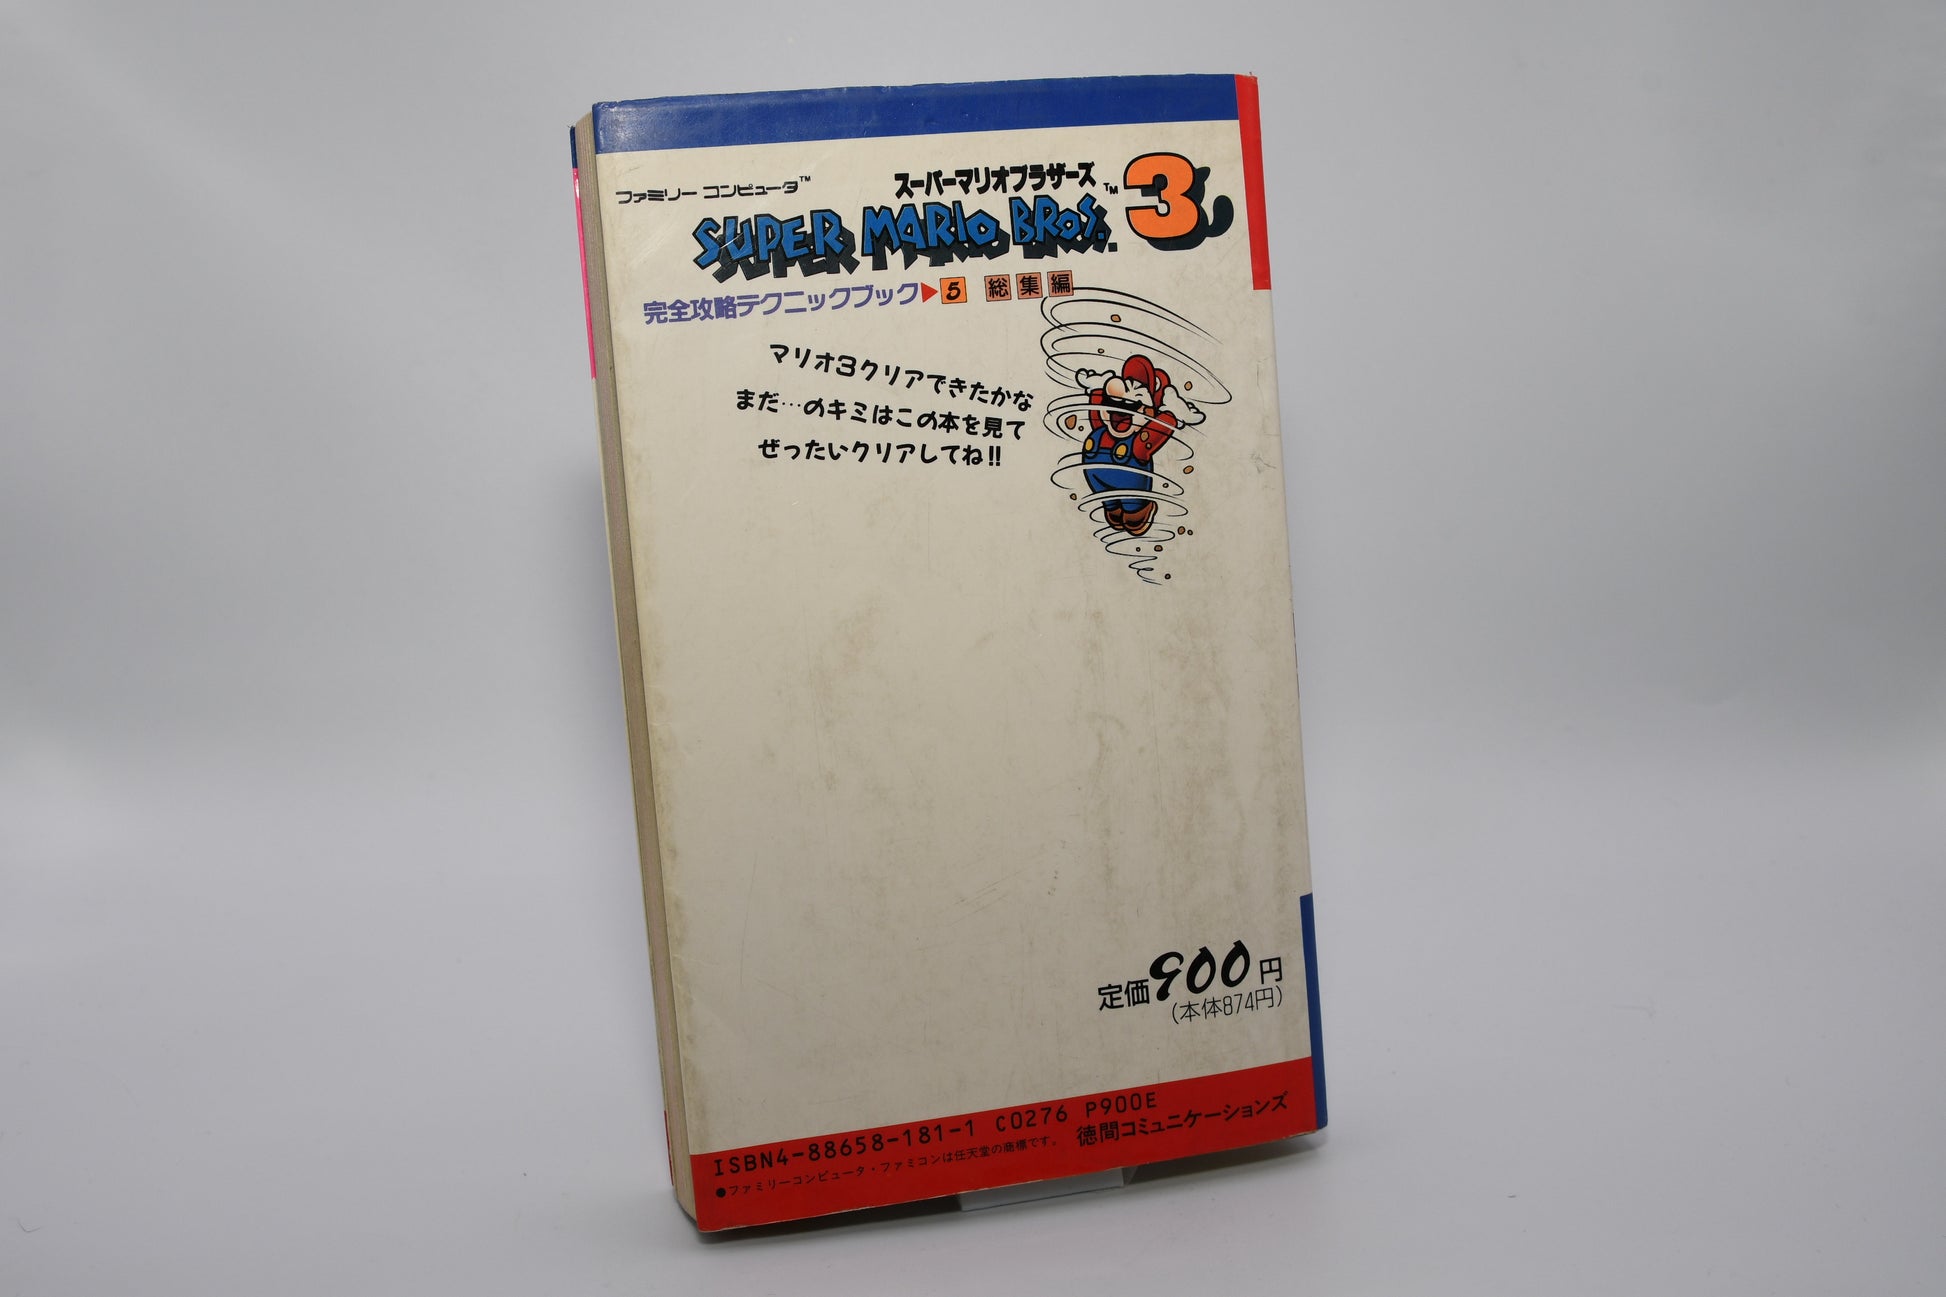 ファミリー コンピュータ™
スーパーマリオブラザーズ
SUPER MARIO BROS.™ 3
完全攻略テクニックブック▶5 総集編
マリオ3クリアできたかな
まだ…のキミはこの本を見て
ぜったいクリアしてね!!
定価900円
(本体874円)
ISBN4-88658-181-1 C0276 P900E
●ファミリーコンピュータ・ファミコンは任天堂の商標です。 徳間コミュニケーションズ